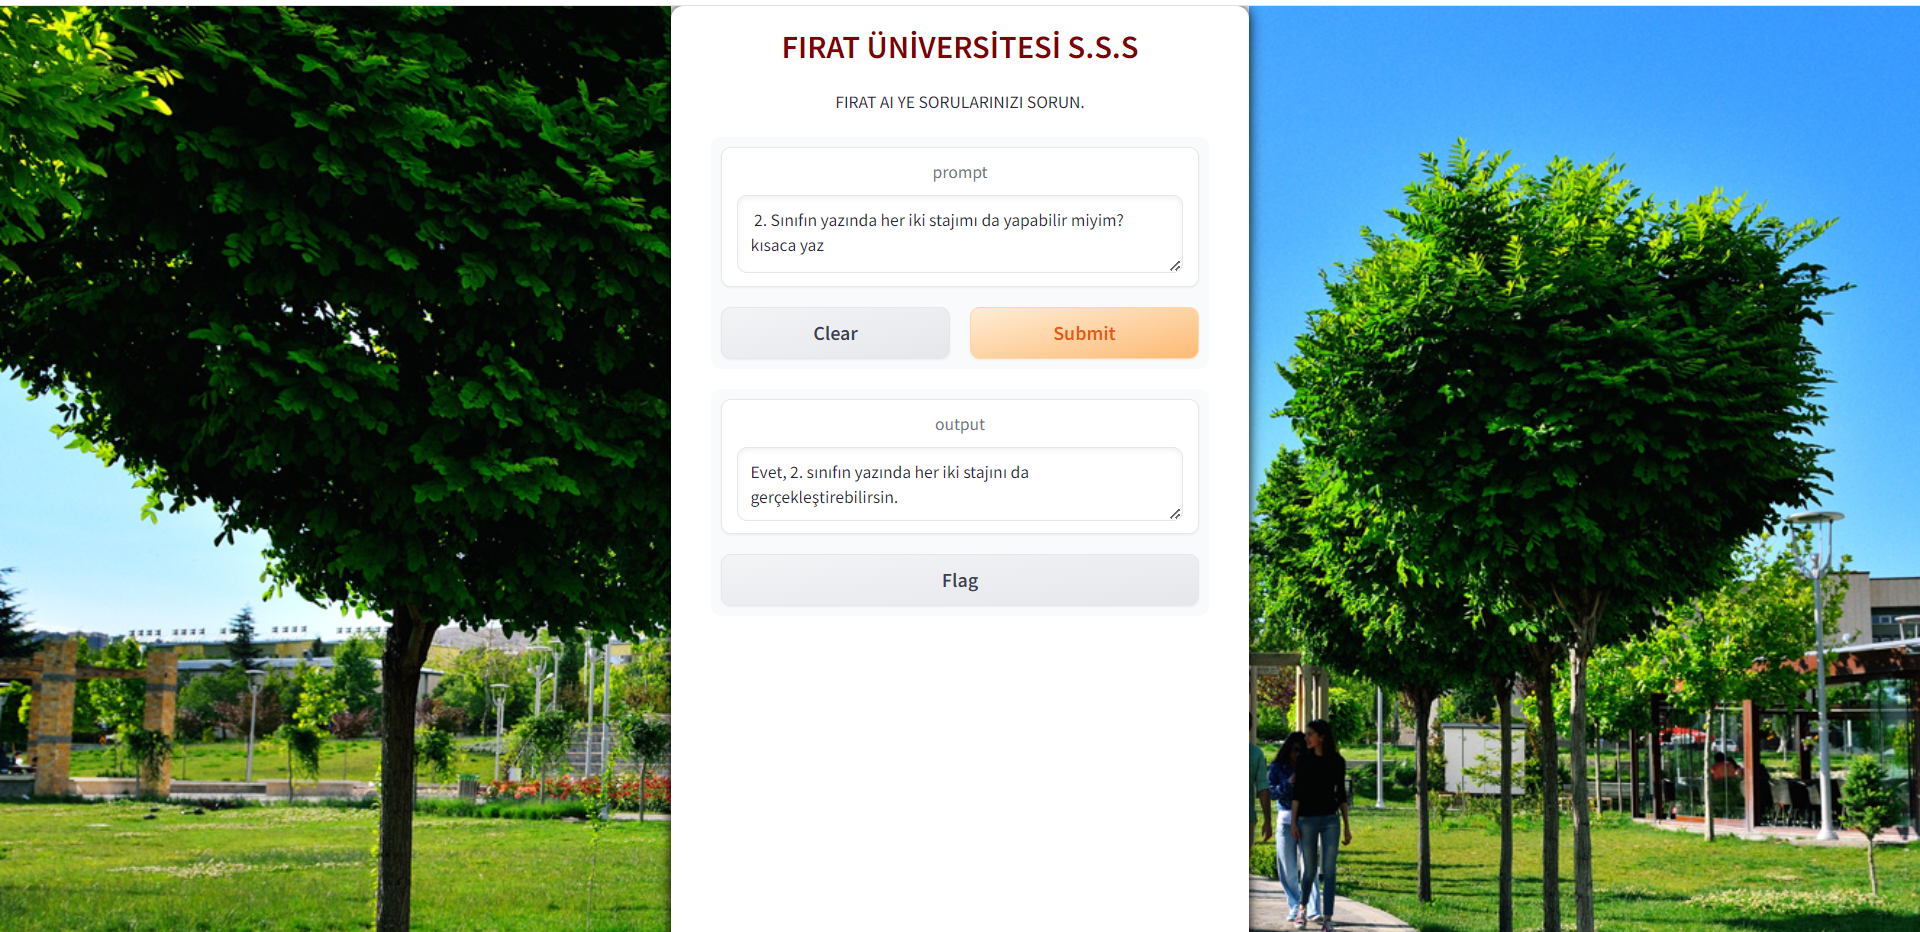 FIRAT ÜNİVERSİTESİ S.S.S
FIRAT AI YE SORULARINIZI SORUN.
prompt
2. Sınıfın yazında her iki stajımı da yapabilir miyim?
kısaca yaz
Clear
Submit
output
Evet, 2. sınıfın yazında her iki stajını da
gerçekleştirebilirsin.
Flag